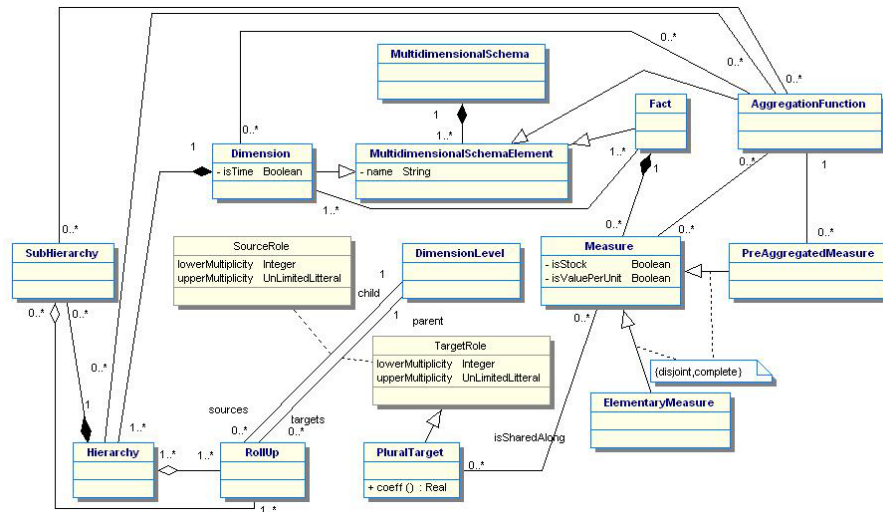 0..*
0..*
MultidimensionalSchema
Fact
AggregationFunction
0..*
1
1
0..*
1..*
1..*
1
0..*
Dimension
- isTime Boolean
MultidimensionalSchemaElement
- name String
1..*
0..*
0..*
0..*
0..*
SubHierarchy
SourceRole
lowerMultiplicity Integer
upperMultiplicity UnLimitedLitteral
DimensionLevel
Measure
- isStock Boolean
- isValuePerUnit Boolean
PreAggregatedMeasure
1
child
1
parent
0..*
0..*
0..*
TargetRole
lowerMultiplicity Integer
upperMultiplicity UnLimitedLitteral
{disjoint,complete}
0..*
1
ElementaryMeasure
sources
targets
1..*
0..*
0..*
isSharedAlong
Hierarchy
1..*
1..*
RollUp
PluralTarget
+ coeff () : Real
0..*
1..*